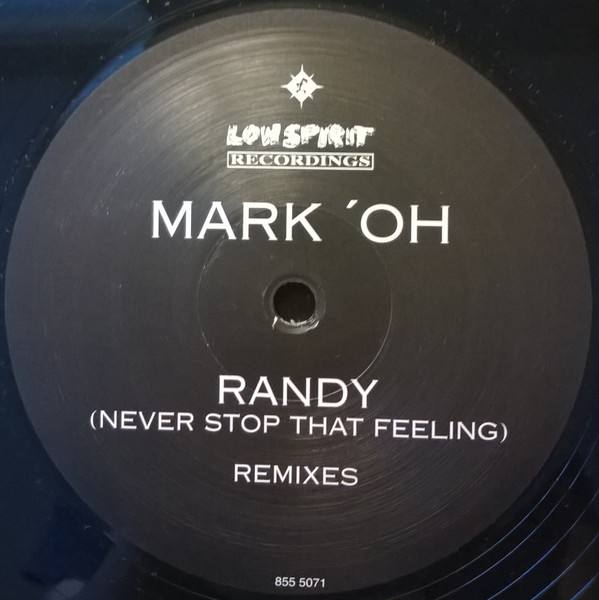 LOW SPIRIT
RECORDINGS
MARK ´OH
RANDY
(NEVER STOP THAT FEELING)
REMIXES
855 5071